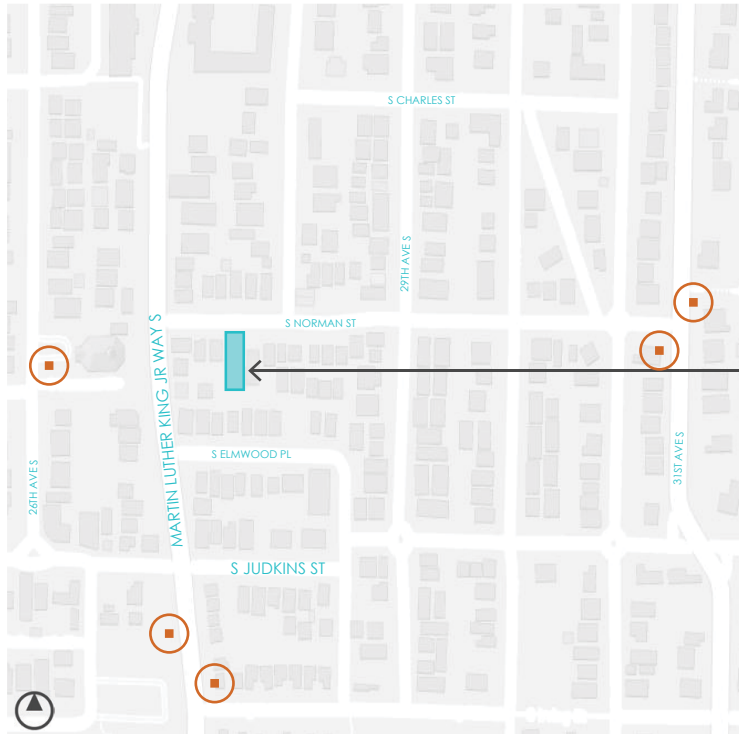 S CHARLES ST
29TH AVE S
S NORMAN ST
MARTIN LUTHER KING JR WAY S
S ELMWOOD PL
26TH AVE S
31ST AVE S
S JUDKINS ST